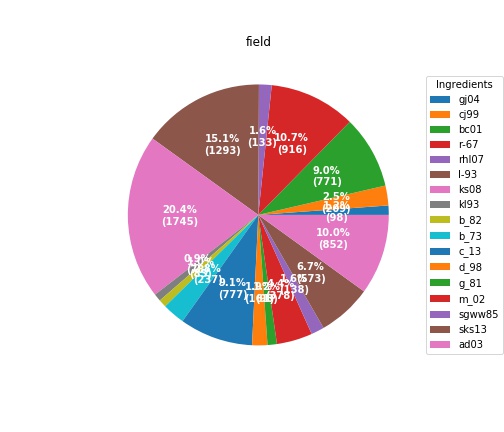 field
Ingredients
gj04
cj99
bc01
r-67
rhl07
l-93
ks08
kl93
b_82
b_73
c_13
d_98
g_81
m_02
sgww85
sks13
ad03
1.6%
(133)
10.7%
(916)
15.1%
(1293)
9.0%
(771)
2.5%
(98)
20.4%
(1745)
10.0%
(852)
6.7%
(573)
(138)
9.1%
(777)
(237)